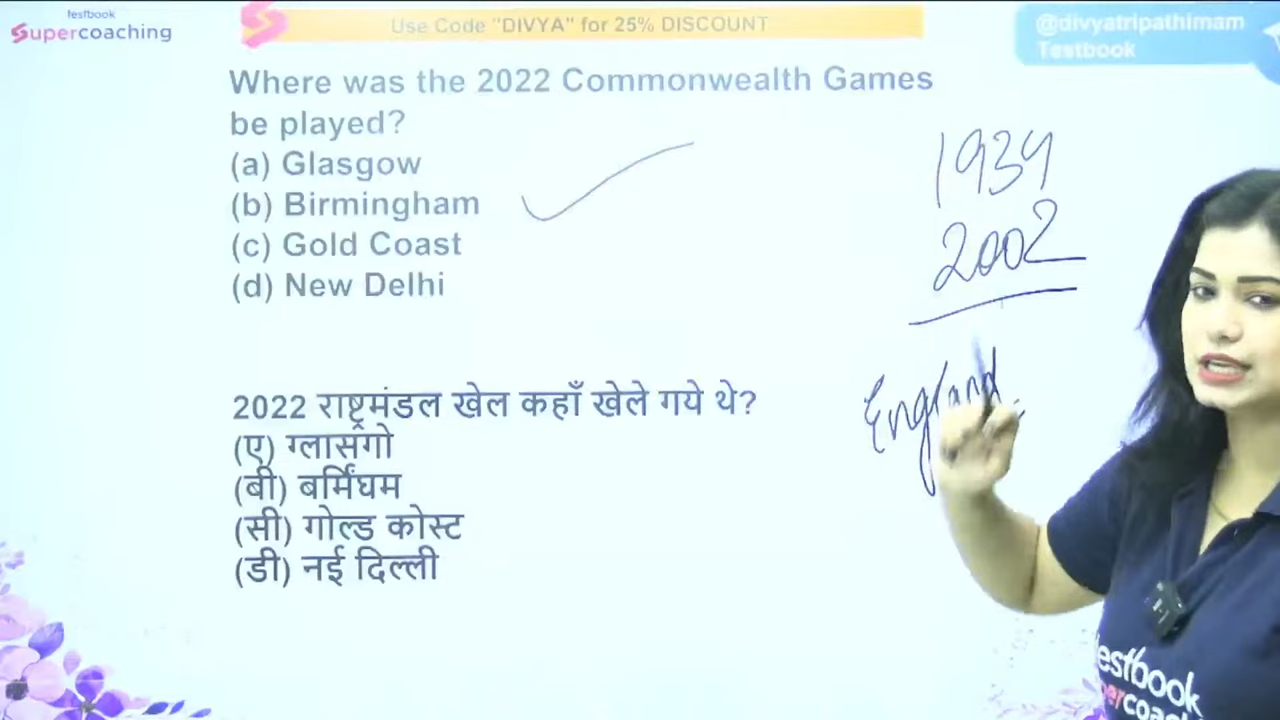 testbook
Supercoaching
Use Code "DIVYA" for 25% DISCOUNT
@divyatripathimam
Testbook
Where was the 2022 Commonwealth Games
be played?
(a) Glasgow
(b) Birmingham
(c) Gold Coast
(d) New Delhi
1934
2002
England
2022 राष्ट्रमंडल खेल कहाँ खेले गये थे?
(ए) ग्लासगो
(बी) बर्मिंघम
(सी) गोल्ड कोस्ट
(डी) नई दिल्ली
testbook
percoach